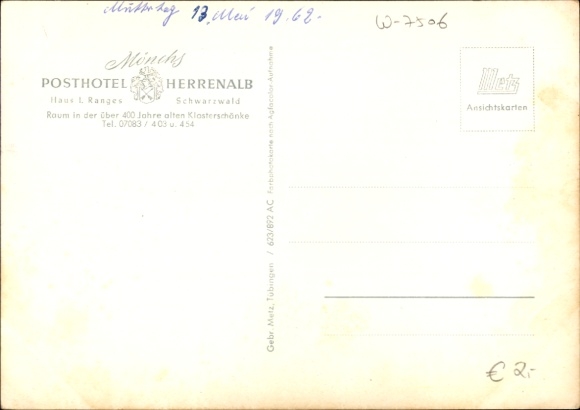 Muttertag 13. Mai 1962.-
W-7506
Mönchs
POSTHOTEL HERRENALB
Haus I. Ranges Schwarzwald
Raum in der über 400 Jahre alten Klosterschänke
Tel. 07083 / 403 u. 454
Metz
Ansichtskarten
Gebr. Metz, Tübingen / 623/892 AC Farbphotokarte nach Agfacolor-Aufnahme
€ 2.-